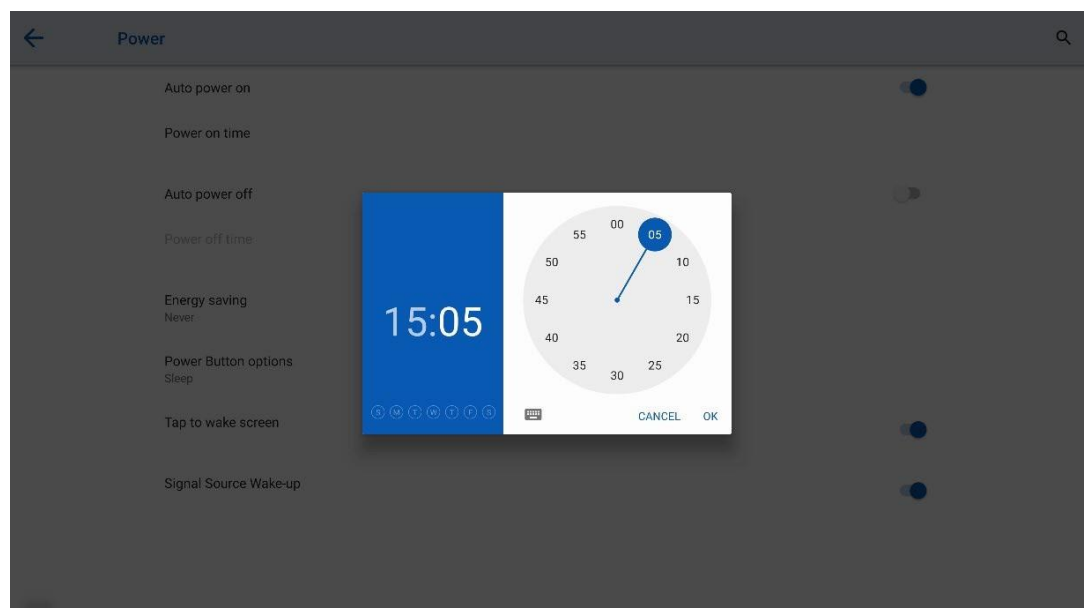 Power
Auto power on
Power on time
Auto power off
Power off time
Energy saving
Never
Power Button options
Sleep
Tap to wake screen
Signal Source Wake-up
15:05
S M T W T F S
00
05
10
15
20
25
30
35
40
45
50
55
CANCEL OK